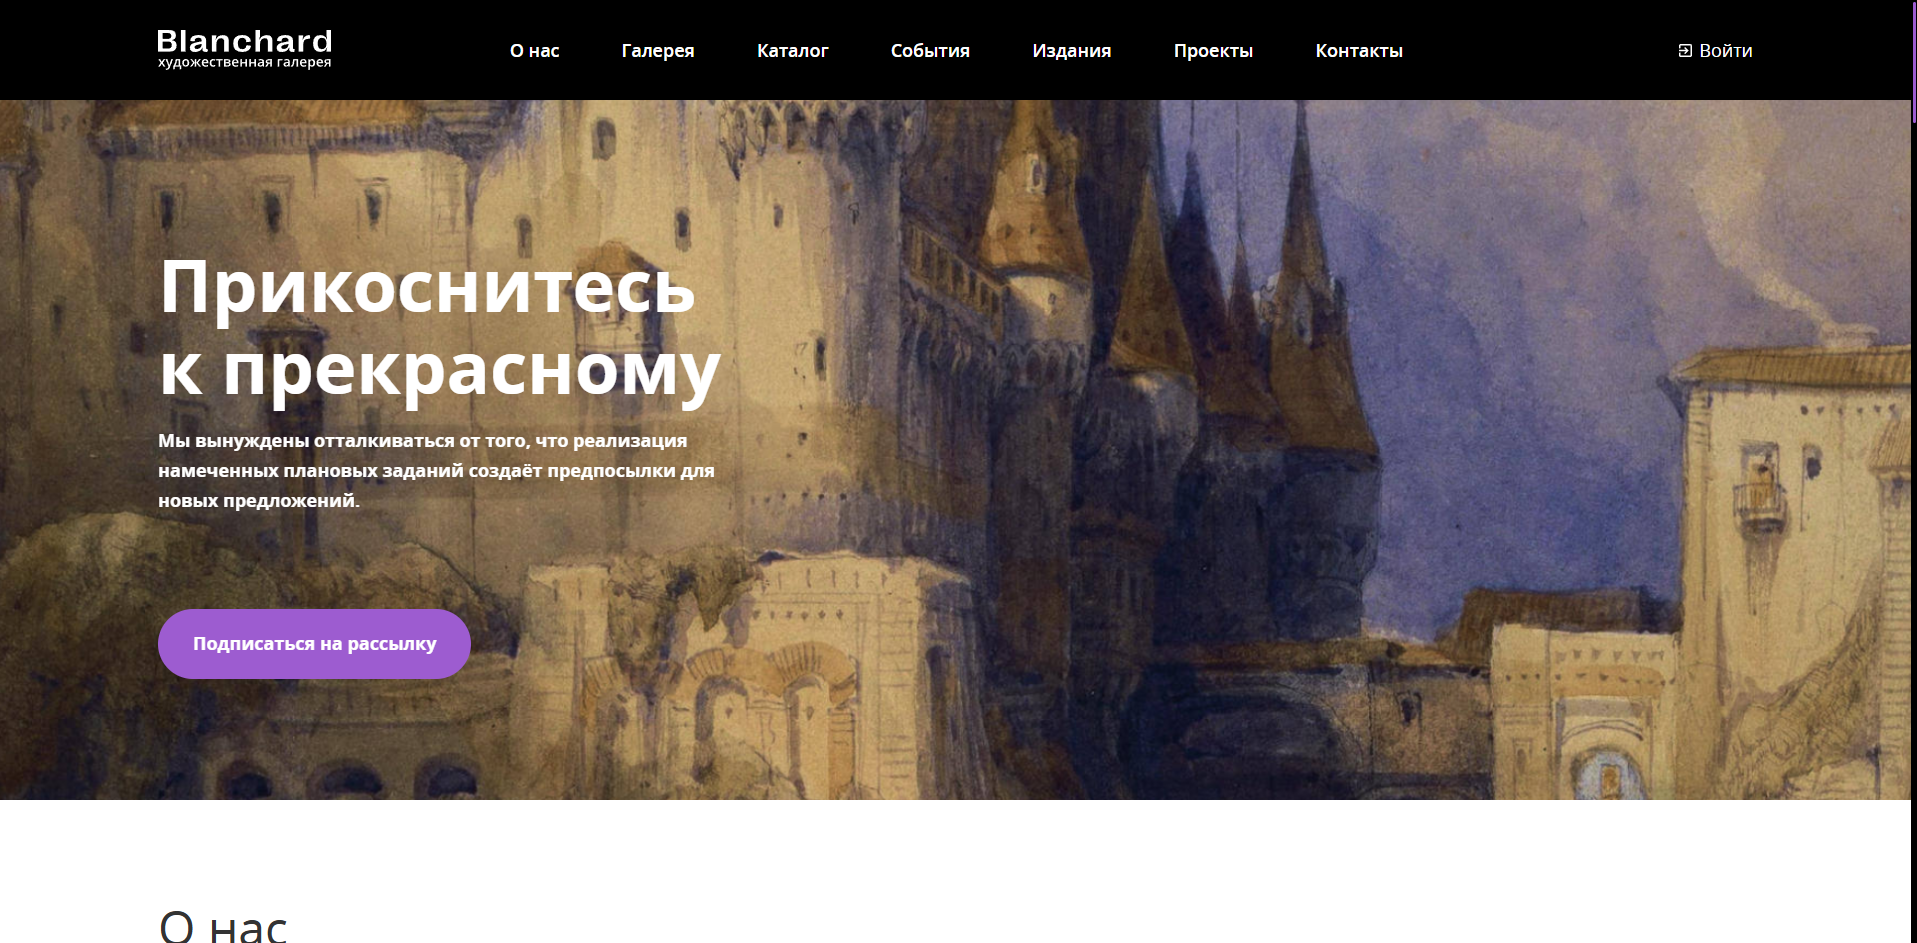 Blanchard
художественная галерея
О нас
Галерея
Каталог
События
Издания
Проекты
Контакты
Войти
Прикоснитесь
к прекрасному
Мы вынуждены отталкиваться от того, что реализация
намеченных плановых заданий создаёт предпосылки для
новых предложений.
Подписаться на рассылку
О нас